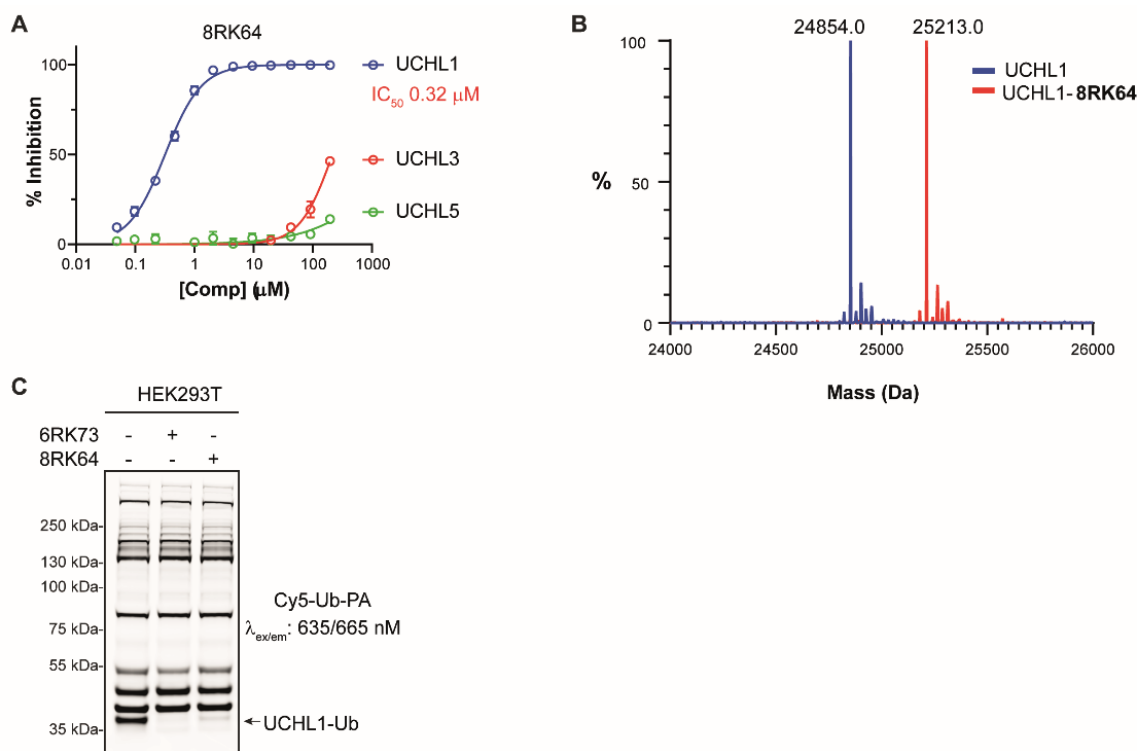 A
8RK64
% Inhibition
100
50
0
0.01
0.1
1
10
100
1000
[Comp] (μM)
UCHL1
IC50 0.32 μM
UCHL3
UCHL5
B
24854.0
25213.0
100
50
0
%
UCHL1
UCHL1-8RK64
24000
24500
25000
25500
26000
Mass (Da)
C
HEK293T
6RK73 - + -
8RK64 - - +
250 kDa-
130 kDa-
100 kDa-
75 kDa-
55 kDa-
35 kDa-
Cy5-Ub-PA
λex/em: 635/665 nM
←UCHL1-Ub